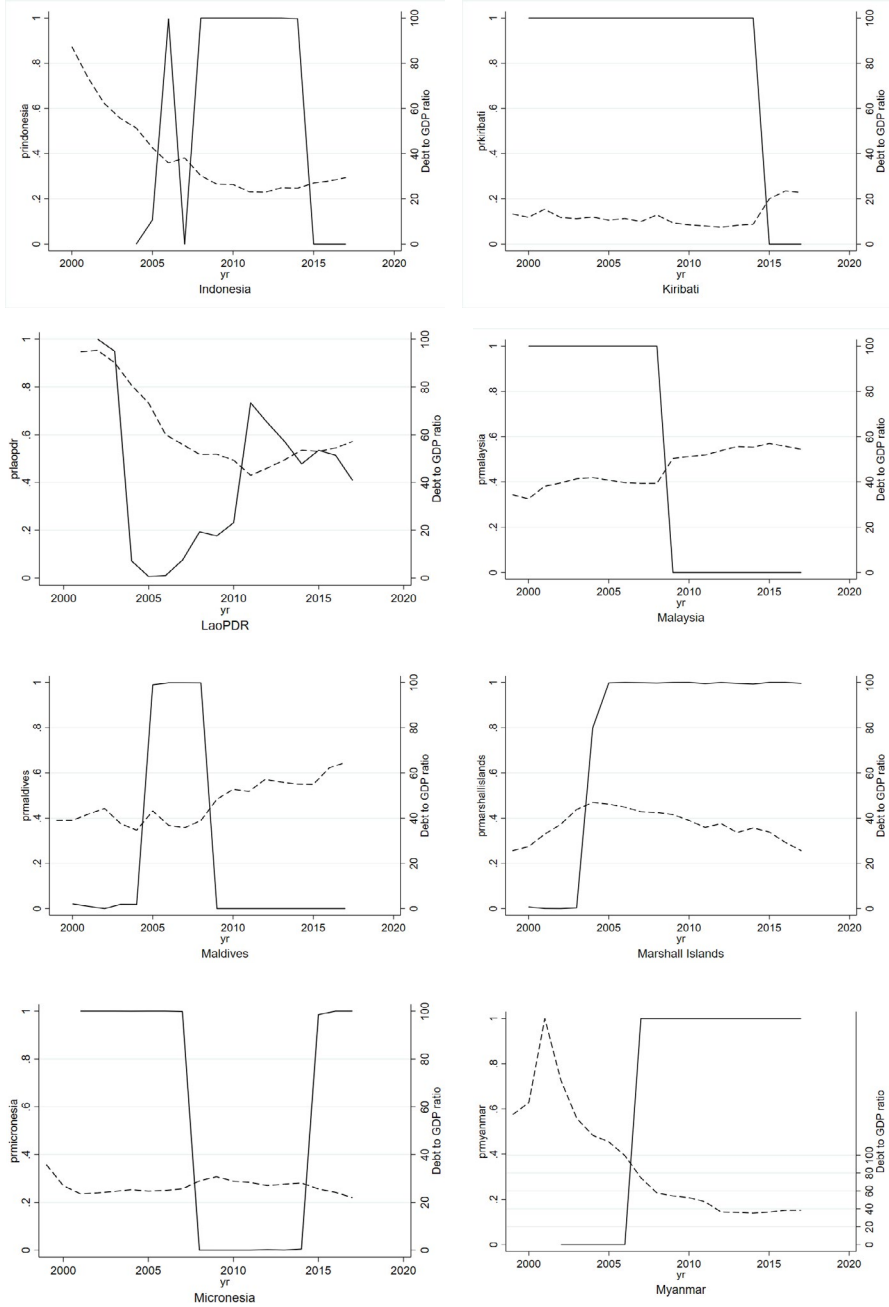 prindonesia
0 .2 .4 .6 .8 1
0 20 40 60 80 100
Debt to GDP ratio
2000 2005 2010 2015 2020
yr
Indonesia
prkiribati
0 .2 .4 .6 .8 1
0 20 40 60 80 100
Debt to GDP ratio
2000 2005 2010 2015 2020
yr
Kiribati
prlaopdr
0 .2 .4 .6 .8 1
0 20 40 60 80 100
Debt to GDP ratio
2000 2005 2010 2015 2020
yr
LaoPDR
prmalaysia
0 .2 .4 .6 .8 1
0 20 40 60 80 100
Debt to GDP ratio
2000 2005 2010 2015 2020
yr
Malaysia
prmaldives
0 .2 .4 .6 .8 1
0 20 40 60 80 100
Debt to GDP ratio
2000 2005 2010 2015 2020
yr
Maldives
prmarshallislands
0 .2 .4 .6 .8 1
0 20 40 60 80 100
Debt to GDP ratio
2000 2005 2010 2015 2020
yr
Marshall Islands
prmicronesia
0 .2 .4 .6 .8 1
0 20 40 60 80 100
Debt to GDP ratio
2000 2005 2010 2015 2020
yr
Micronesia
prmyanmar
0 .2 .4 .6 .8 1
0 20 40 60 80 100
Debt to GDP ratio
2000 2005 2010 2015 2020
yr
Myanmar